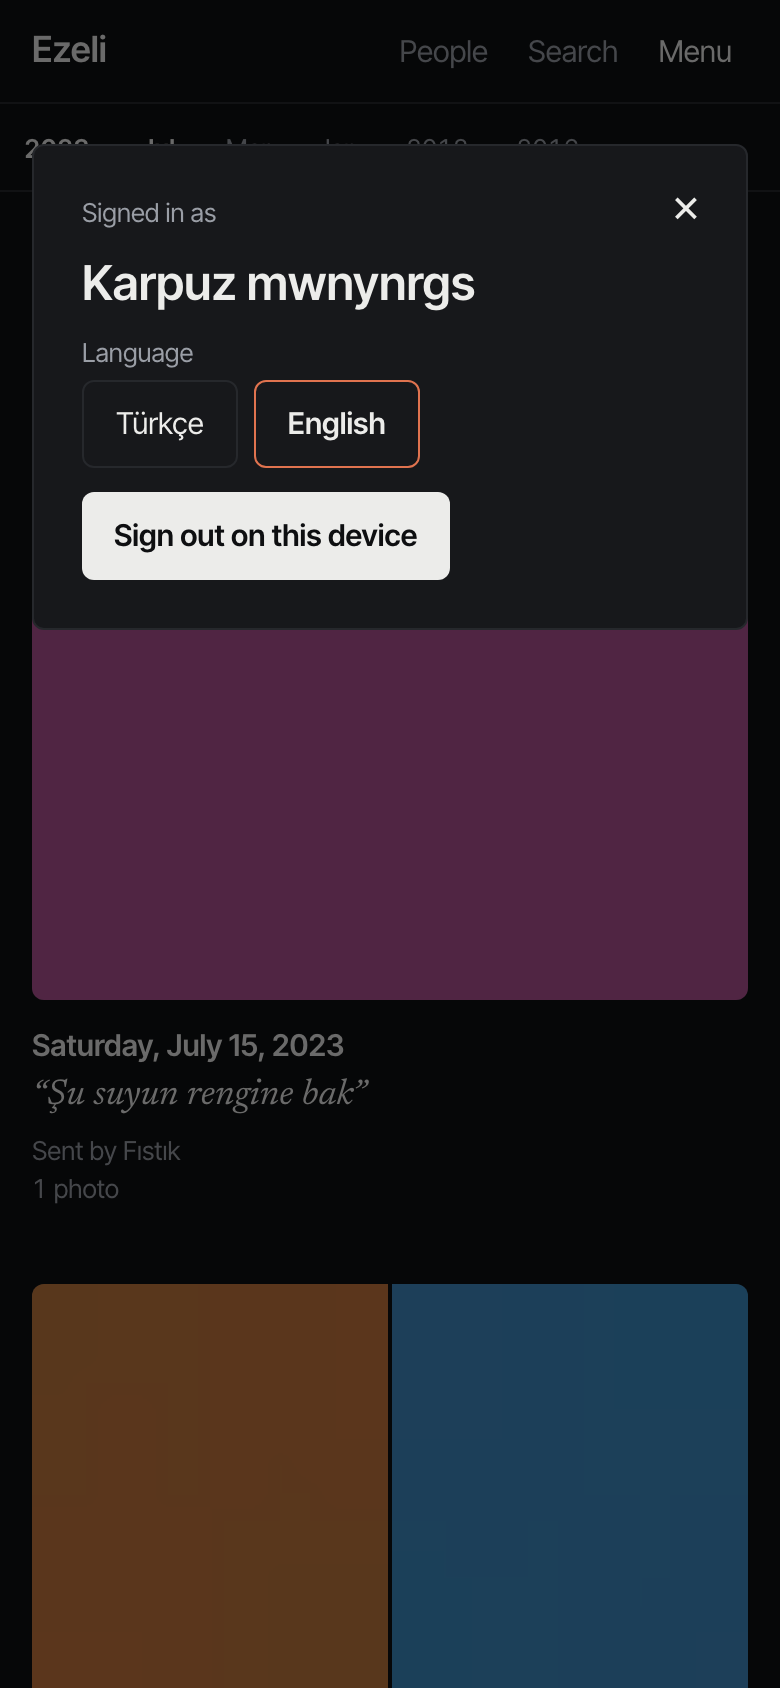 Ezeli
People Search Menu
Signed in as
Karpuz mwnynrgs
Language
Türkçe English
Sign out on this device
Saturday, July 15, 2023
“Şu suyun rengine bak”
Sent by Fıstık
1 photo